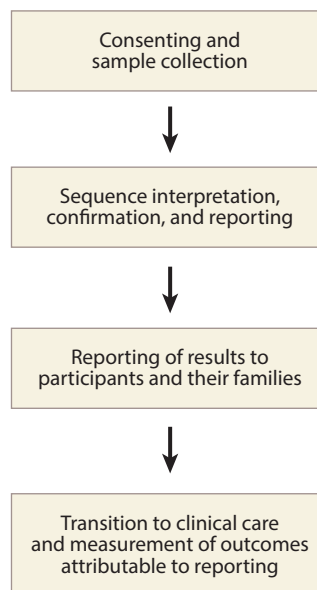 Consenting and
sample collection
Sequence interpretation,
confirmation, and reporting
Reporting of results to
participants and their families
Transition to clinical care
and measurement of outcomes
attributable to reporting